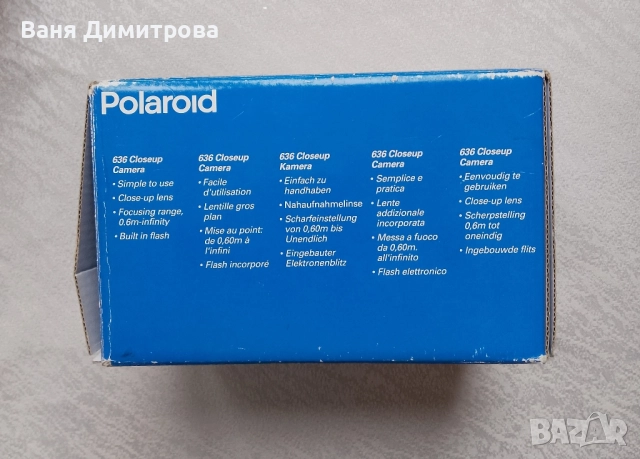 Ваня Димитрова
Polaroid
636 Closeup
Camera
• Simple to use
• Close-up lens
• Focusing range,
0.6m-infinity
• Built in flash
636 Closeup
Camera
• Facile
d'utilisation
• Lentille gros
plan
• Mise au point:
de 0,60m à
l'infini
• Flash incorporé
636 Closeup
Kamera
• Einfach zu
handhaben
• Nahaufnahmelinse
• Scharfeinstellung
von 0,60m bis
Unendlich
• Eingebauter
Elektronenblitz
636 Closeup
Camera
• Semplice e
pratica
• Lente
addizionale
incorporata
• Messa a fuoco
da 0,60m.
all'infinito
• Flash elettronico
636 Closeup
Camera
• Eenvoudig te
gebruiken
• Close-up lens
• Scherpstelling
0,6m tot
oneindig
• Ingebouwde flits
BAZAR